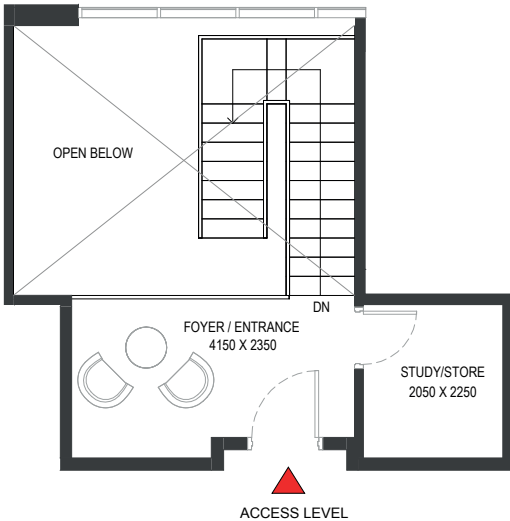 OPEN BELOW
DN
FOYER / ENTRANCE
4150 X 2350
STUDY/STORE
2050 X 2250
ACCESS LEVEL